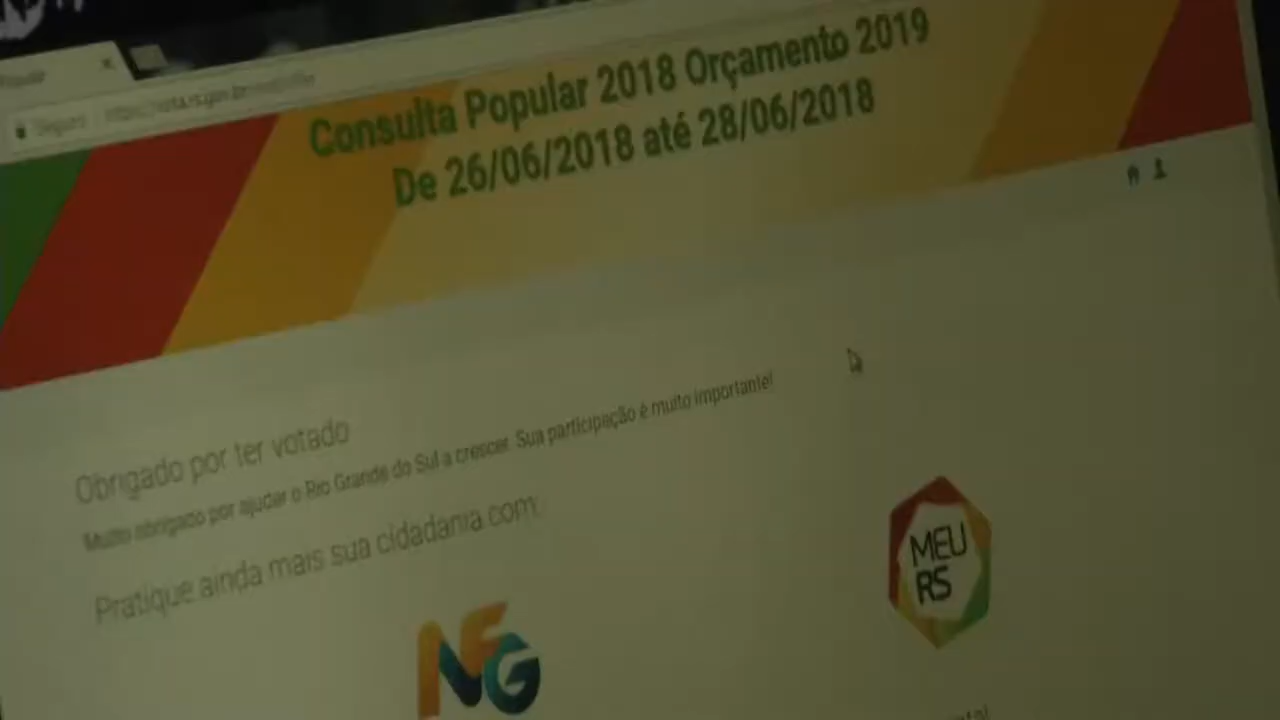 Seguro
Consulta Popular 2018 Orçamento 2019
De 26/06/2018 até 28/06/2018
Obrigado por ter votado
Muito obrigado por ajudar o Rio Grande do Sul a crescer. Sua participação é muito importante!
Pratique ainda mais sua cidadania com:
MEU
RS
NFG